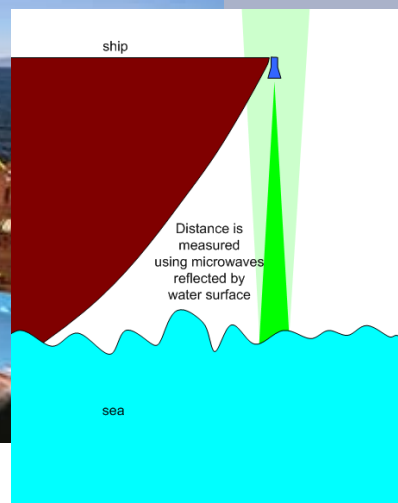 ship
Distance is
measured
using microwaves
reflected by
water surface
sea